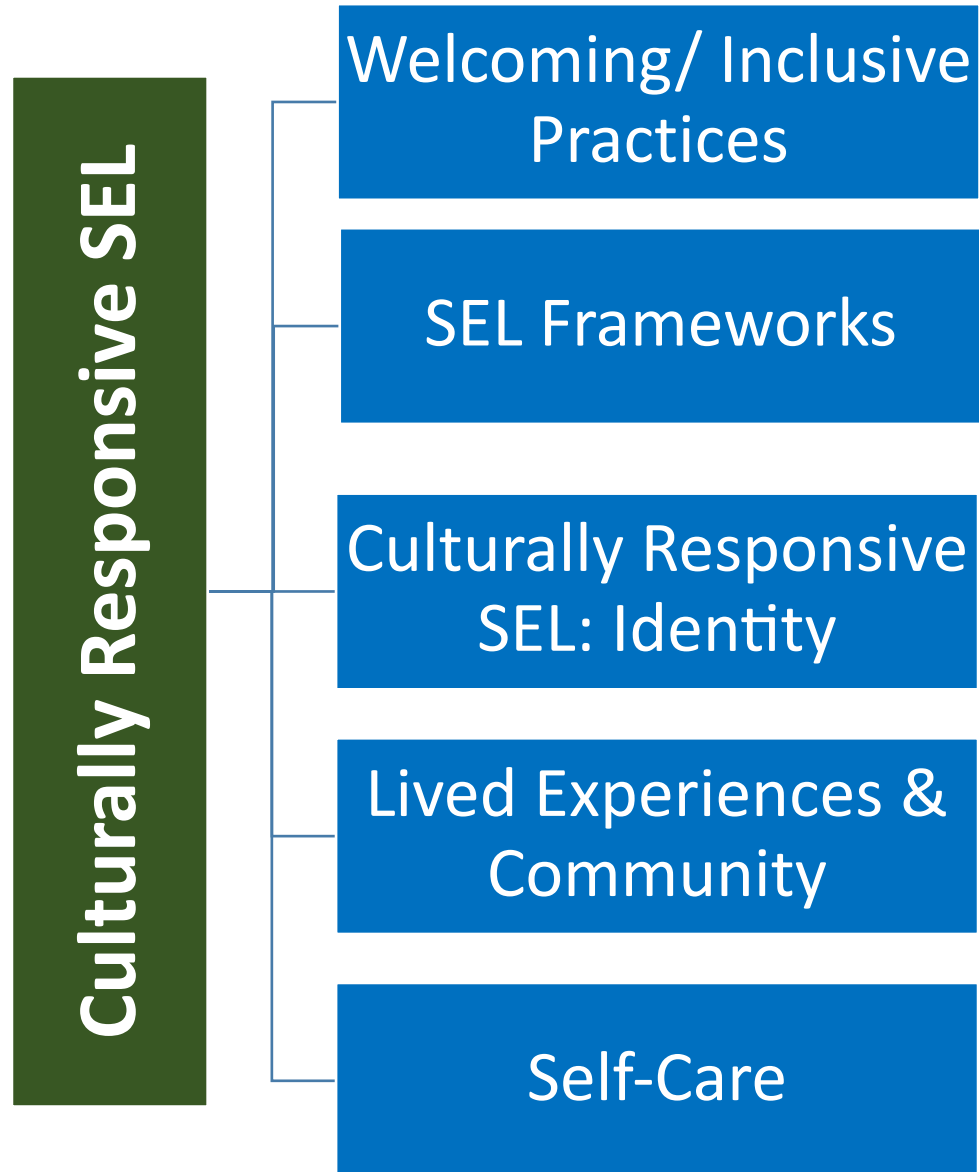 Culturally Responsive SEL
Welcoming/ Inclusive
Practices
SEL Frameworks
Culturally Responsive
SEL: Identity
Lived Experiences &
Community
Self-Care